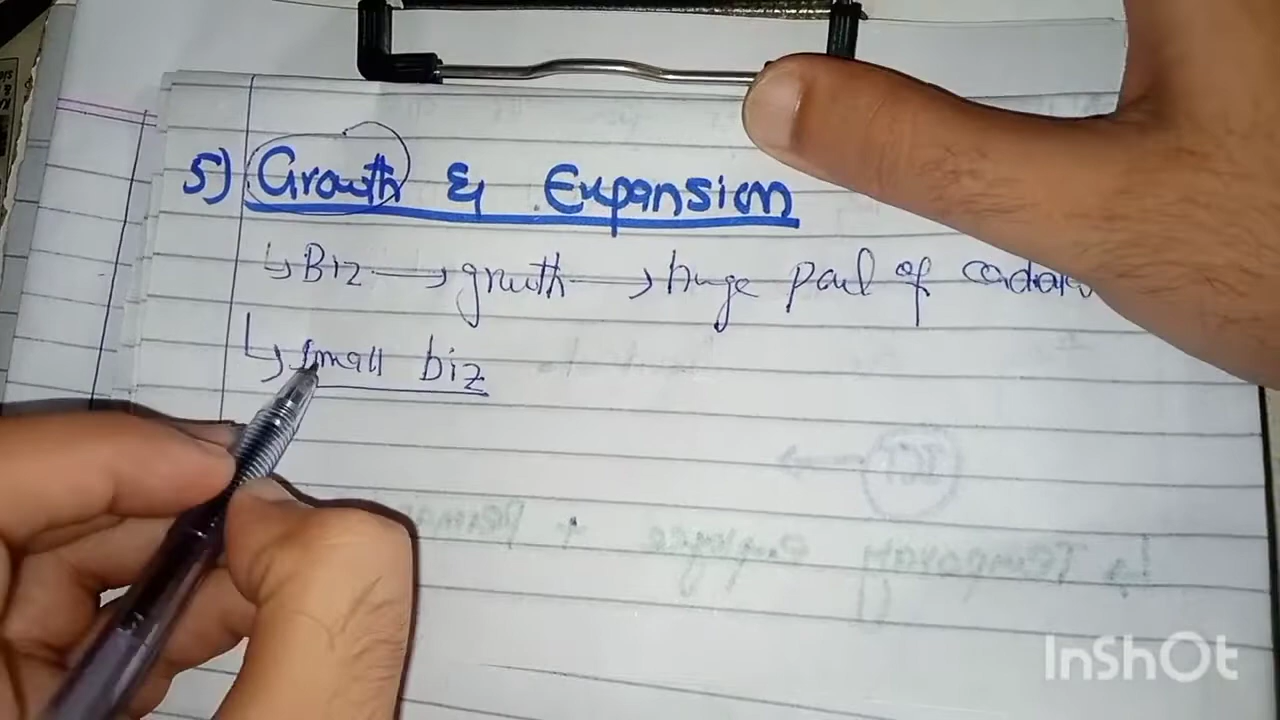 5) Growth & Expansion
↳ Biz → growth → huge pool of
↳ small biz
InShOt